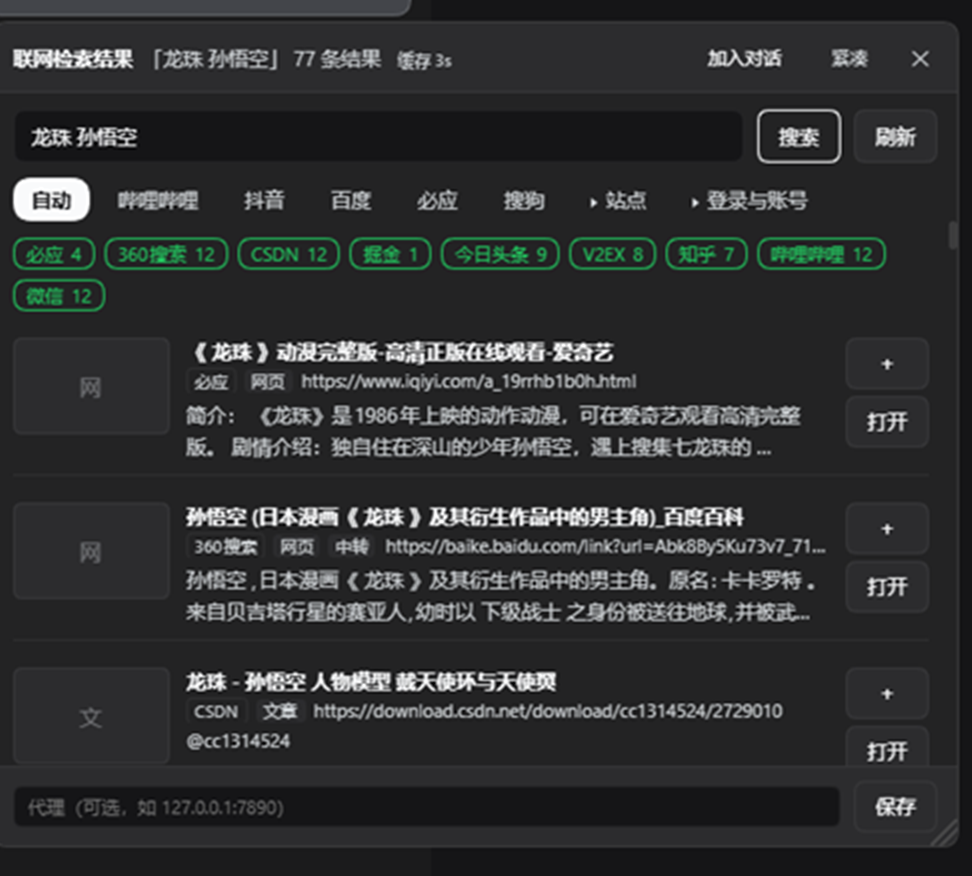 联网检索结果 「龙珠 孙悟空」 77 条结果 缓存 3s 加入对话 紧凑 ×
龙珠 孙悟空 搜索 刷新
自动 哔哩哔哩 抖音 百度 必应 搜狗 ▸ 站点 ▸ 登录与账号
必应 4 360搜索 12 CSDN 12 掘金 1 今日头条 9 V2EX 8 知乎 7 哔哩哔哩 12
微信 12
网
《 龙珠 》动漫完整版-高清正版在线观看-爱奇艺
必应 网页 https://www.iqiyi.com/a_19rrhb1b0h.html
简介： 《龙珠》是1986年上映的动作动漫，可在爱奇艺观看高清完整
版。 剧情介绍：独自住在深山的少年孙悟空，遇上搜集七龙珠的 ...
+
打开
网
孙悟空 (日本漫画《 龙珠 》及其衍生作品中的男主角)_百度百科
360搜索 网页 中转 https://baike.baidu.com/link?url=Abk8By5Ku73v7_71...
孙悟空 ,日本漫画《 龙珠 》及其衍生作品中的男主角。原名: 卡卡罗特 。
来自贝吉塔行星的赛亚人,幼时以 下级战士 之身份被送往地球,并被武...
+
打开
文
龙珠 - 孙悟空 人物模型 戴天使环与天使翼
CSDN 文章 https://download.csdn.net/download/cc1314524/2729010
@cc1314524
+
打开
代理（可选，如 127.0.0.1:7890） 保存